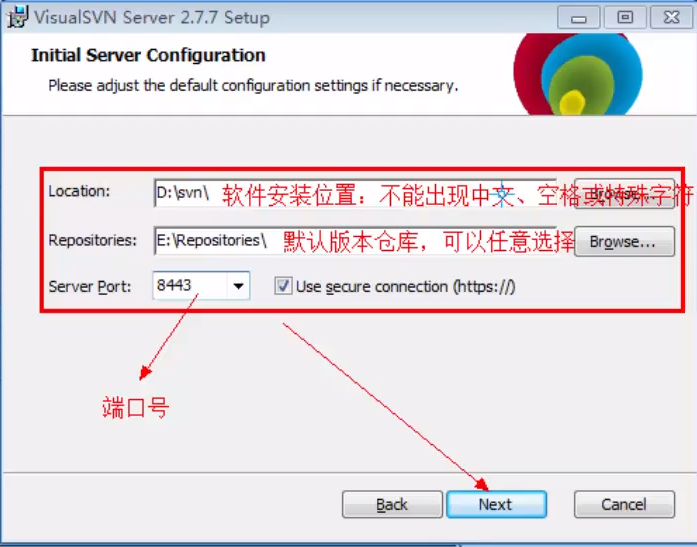 VisualSVN Server 2.7.7 Setup
Initial Server Configuration
Please adjust the default configuration settings if necessary.
Location: D:\svn\ 软件安装位置：不能出现中文、空格或特殊字符 Browse...
Repositories: E:\Repositories\ 默认版本仓库，可以任意选择 Browse...
Server Port: 8443 Use secure connection (https://)
端口号
Back Next Cancel